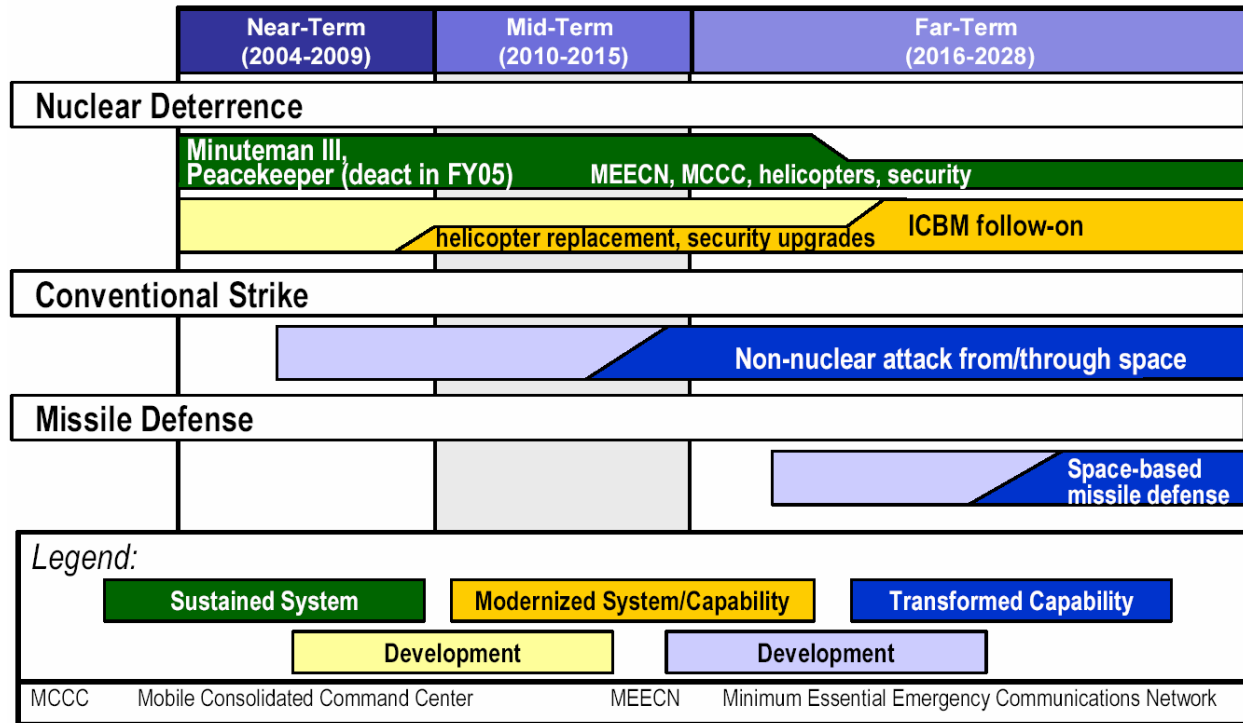 Near-Term
(2004-2009)
Mid-Term
(2010-2015)
Far-Term
(2016-2028)
Nuclear Deterrence
Minuteman III,
Peacekeeper (deact in FY05)
MEECN, MCCC, helicopters, security
helicopter replacement, security upgrades
ICBM follow-on
Conventional Strike
Non-nuclear attack from/through space
Missile Defense
Space-based
missile defense
Legend:
Sustained System
Modernized System/Capability
Transformed Capability
Development
Development
MCCC Mobile Consolidated Command Center
MEECN Minimum Essential Emergency Communications Network